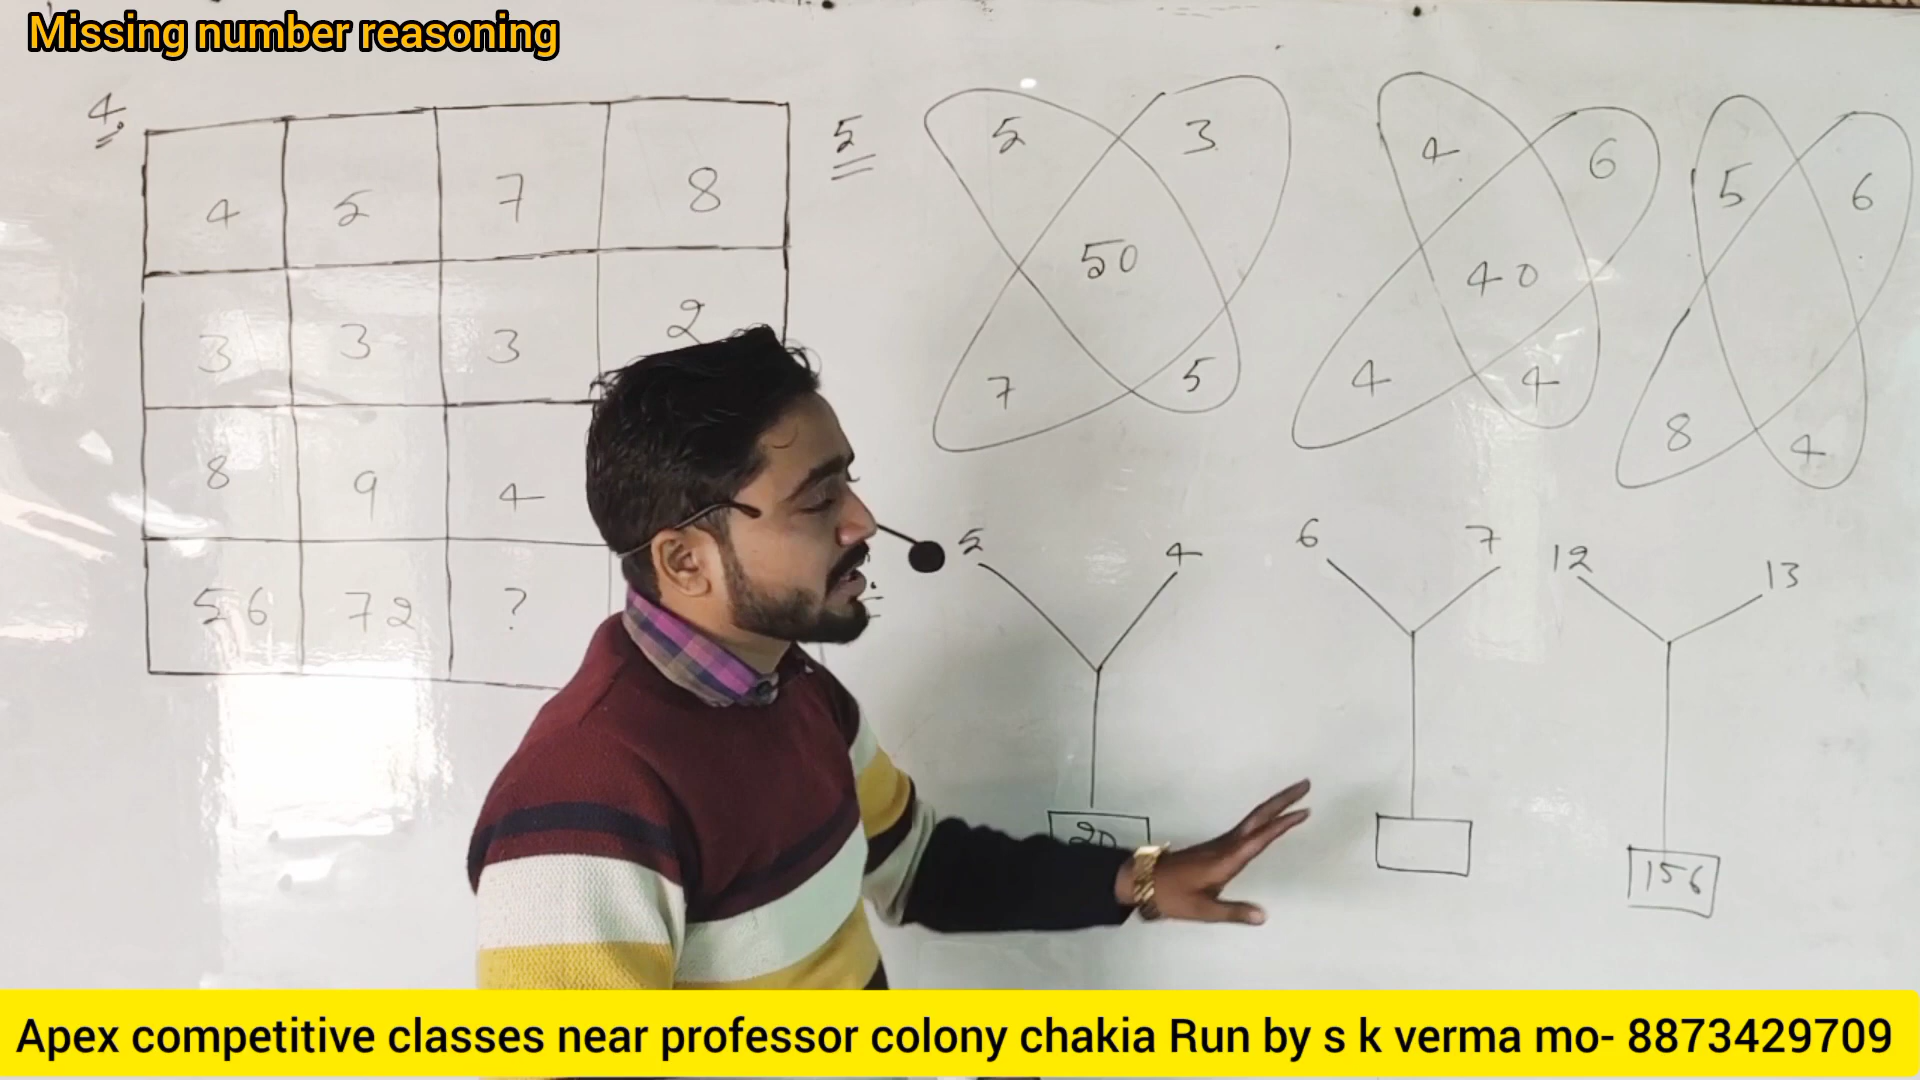 Missing number reasoning
4.
4 5 7 8
3 3 3 2
8 9 4
56 72 ?
5
5 3
50
7 5
4 6
40
4 4
5 6
8 4
5 4
20
6 7
12 13
156
Apex competitive classes near professor colony chakia Run by s k verma mo- 8873429709